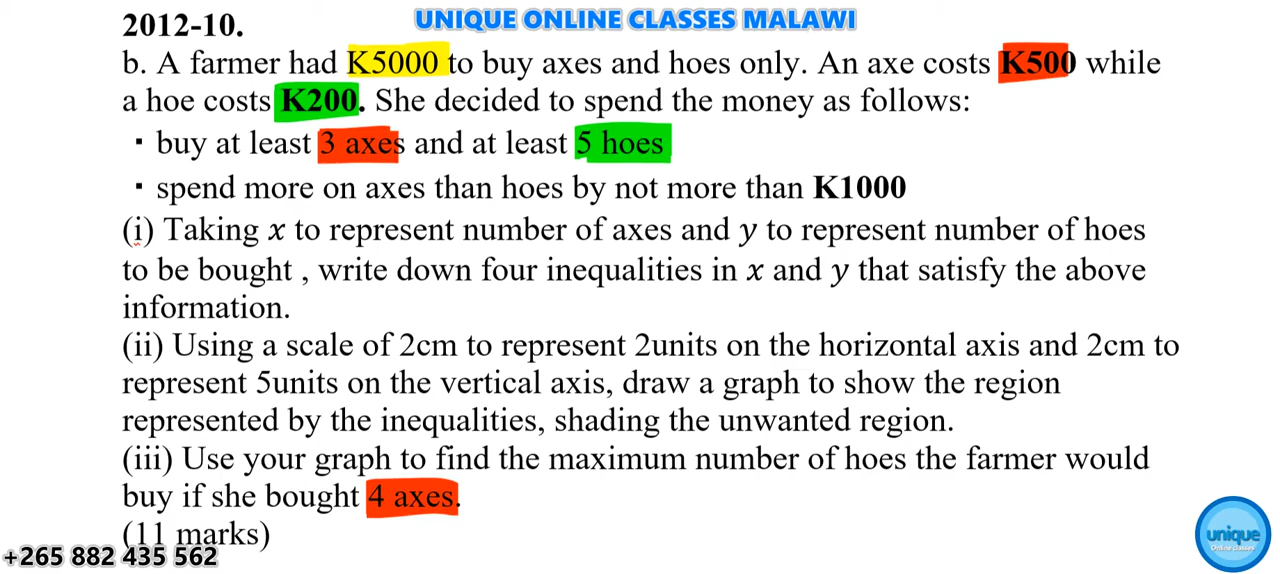 UNIQUE ONLINE CLASSES MALAWI
2012-10.
b. A farmer had K5000 to buy axes and hoes only. An axe costs K500 while
a hoe costs K200. She decided to spend the money as follows:
▪ buy at least 3 axes and at least 5 hoes
▪ spend more on axes than hoes by not more than K1000
(i) Taking x to represent number of axes and y to represent number of hoes
to be bought , write down four inequalities in x and y that satisfy the above
information.
(ii) Using a scale of 2cm to represent 2units on the horizontal axis and 2cm to
represent 5units on the vertical axis, draw a graph to show the region
represented by the inequalities, shading the unwanted region.
(iii) Use your graph to find the maximum number of hoes the farmer would
buy if she bought 4 axes.
(11 marks)
+265 882 435 562
unique
Online classes